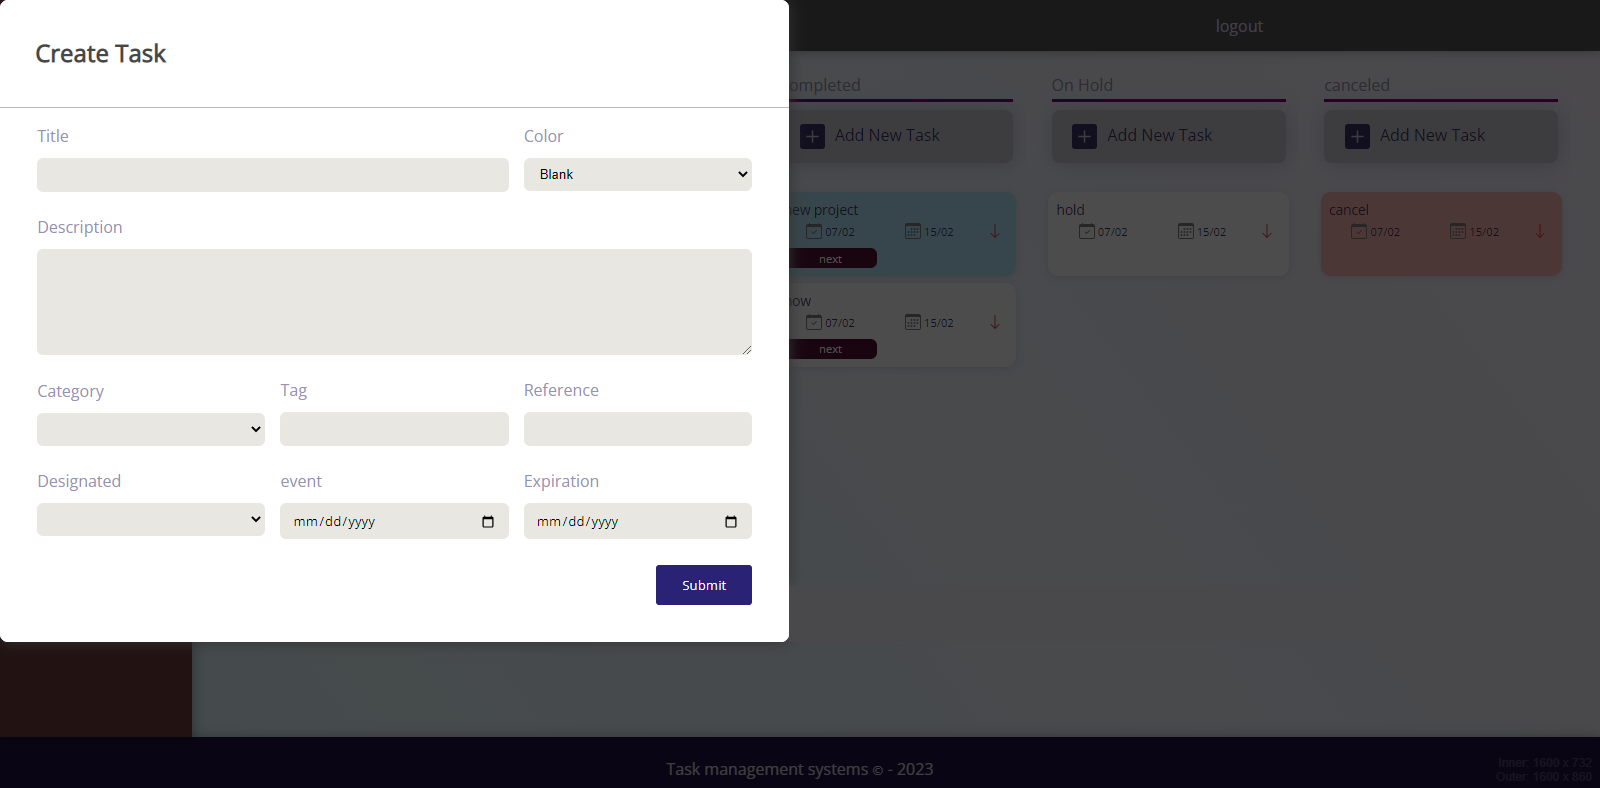 Create Task
Title
Color
Blank
Description
Category
Tag
Reference
Designated
event
Expiration
mm/dd/yyyy
mm/dd/yyyy
Submit
logout
ompleted
Add New Task
ew project
07/02
15/02
next
ow
07/02
15/02
next
On Hold
Add New Task
hold
07/02
15/02
canceled
Add New Task
cancel
07/02
15/02
Task management systems © - 2023
Inner: 1600 x 732
Outer: 1600 x 860